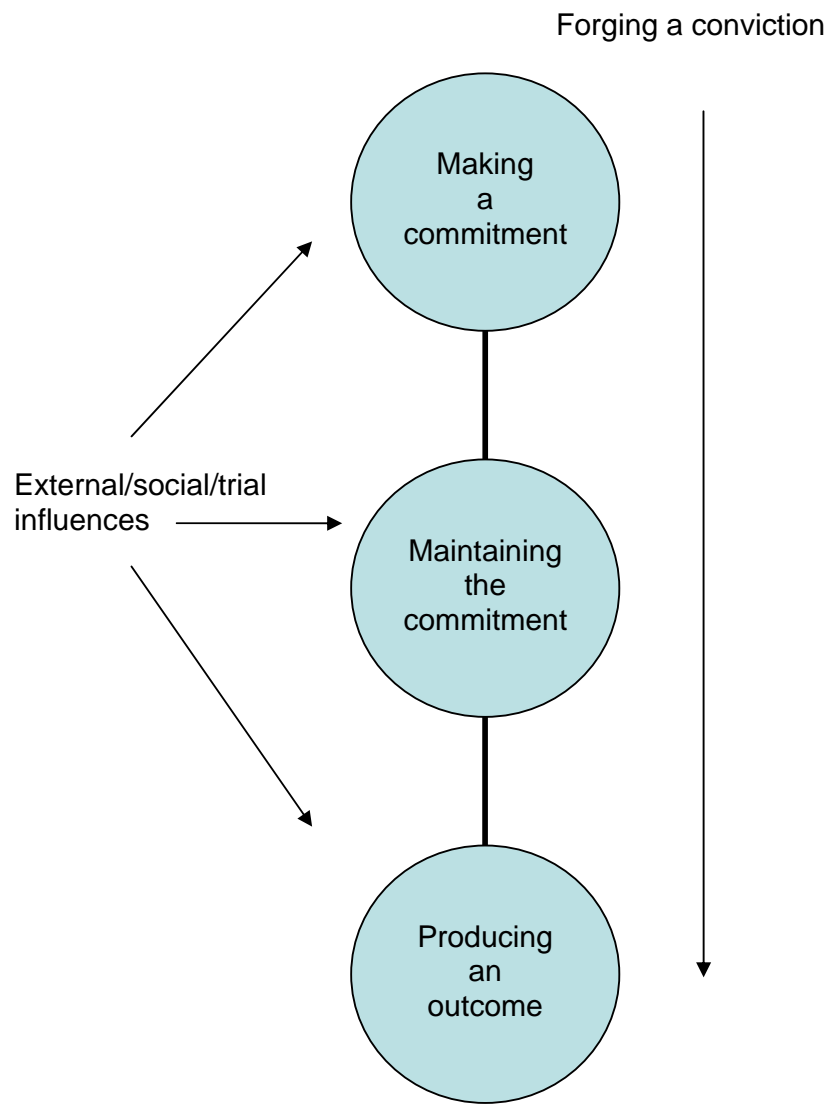 Forging a conviction
Making
a
commitment
External/social/trial
influences
Maintaining
the
commitment
Producing
an
outcome